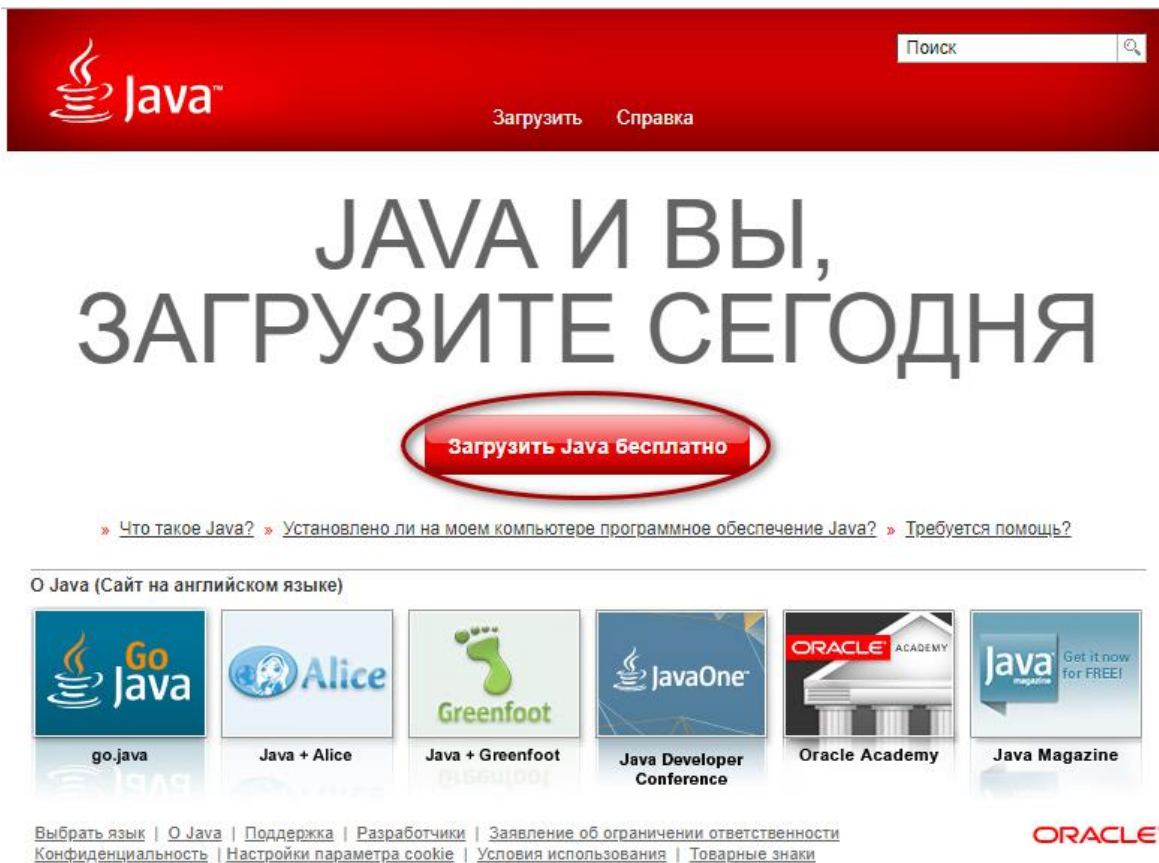 Java™
Поиск
Загрузить Справка
JAVA И ВЫ,
ЗАГРУЗИТЕ СЕГОДНЯ
Загрузить Java бесплатно
» Что такое Java? » Установлено ли на моем компьютере программное обеспечение Java? » Требуется помощь?
О Java (Сайт на английском языке)
Go
Java
Alice
Greenfoot
JavaOne
ORACLE ACADEMY
Java
magazine
Get it now
for FREE!
go.java
Java + Alice
Java + Greenfoot
Java Developer
Conference
Oracle Academy
Java Magazine
Выбрать язык | О Java | Поддержка | Разработчики | Заявление об ограничении ответственности
Конфиденциальность | Настройки параметра cookie | Условия использования | Товарные знаки
ORACLE